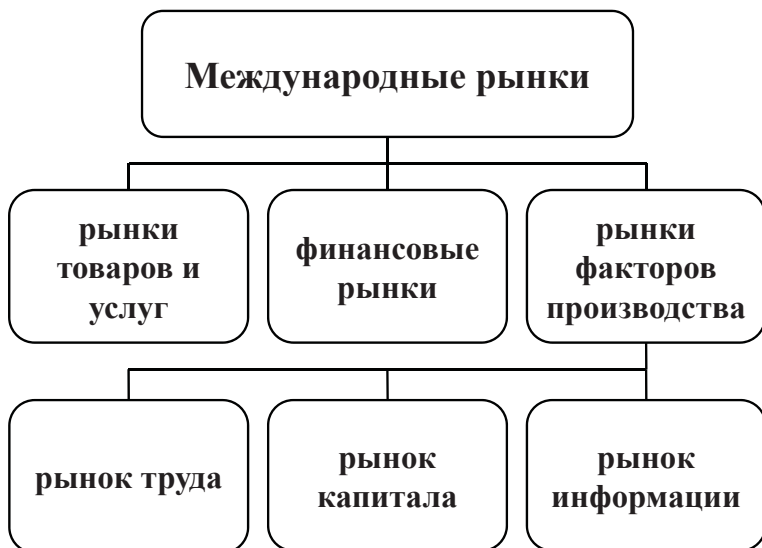 Международные рынки
рынки
товаров и
услуг
финансовые
рынки
рынки
факторов
производства
рынок труда
рынок
капитала
рынок
информации